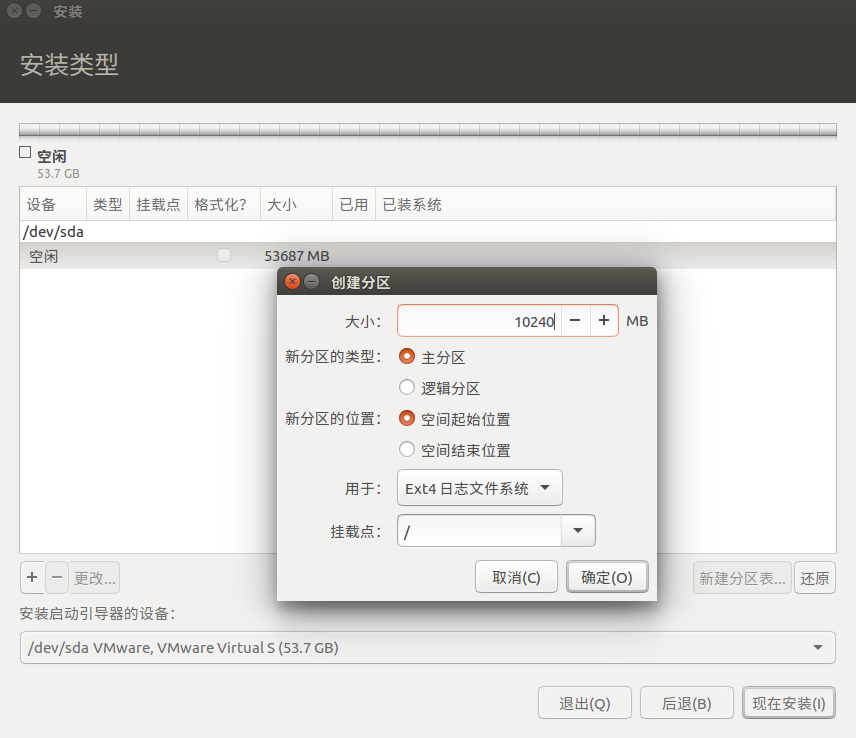 安装
安装类型
空闲
53.7 GB
设备 类型 挂载点 格式化? 大小 已用 已装系统
/dev/sda
空闲 53687 MB
创建分区
大小: 10240 − + MB
新分区的类型: 主分区
逻辑分区
新分区的位置: 空间起始位置
空间结束位置
用于: Ext4 日志文件系统
挂载点: /
取消(C) 确定(O)
+ − 更改... 新建分区表... 还原
安装启动引导器的设备:
/dev/sda VMware, VMware Virtual S (53.7 GB)
退出(Q) 后退(B) 现在安装(I)